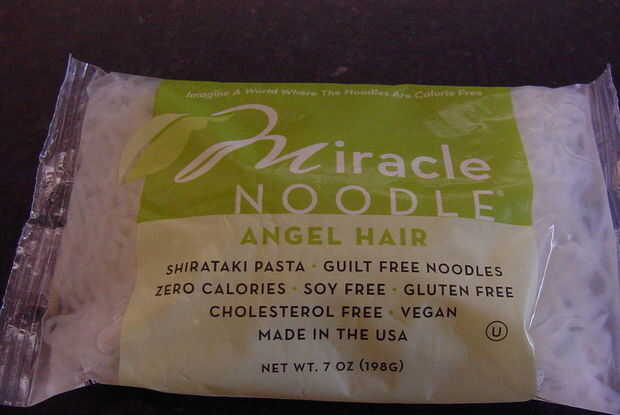 Imagine A World Where The Noodles Are Calorie Free
Miracle
NOODLE®
ANGEL HAIR
SHIRATAKI PASTA • GUILT FREE NOODLES
ZERO CALORIES • SOY FREE • GLUTEN FREE
CHOLESTEROL FREE • VEGAN
MADE IN THE USA
U
NET WT. 7 OZ (198G)